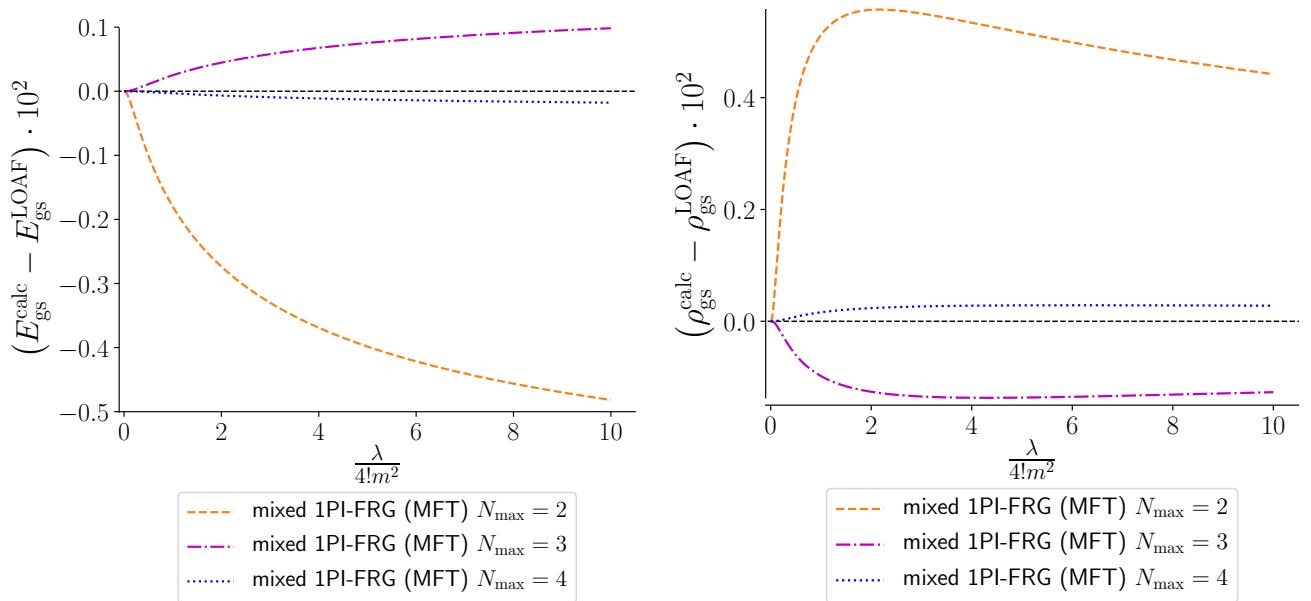 (E_gs^calc − E_gs^LOAF) · 10^2
0.1
0.0
−0.1
−0.2
−0.3
−0.4
−0.5
0
2
4
6
8
10
λ/4!m^2
mixed 1PI-FRG (MFT) N_max = 2
mixed 1PI-FRG (MFT) N_max = 3
mixed 1PI-FRG (MFT) N_max = 4
(ρ_gs^calc − ρ_gs^LOAF) · 10^2
0.4
0.2
0.0
0
2
4
6
8
10
λ/4!m^2
mixed 1PI-FRG (MFT) N_max = 2
mixed 1PI-FRG (MFT) N_max = 3
mixed 1PI-FRG (MFT) N_max = 4